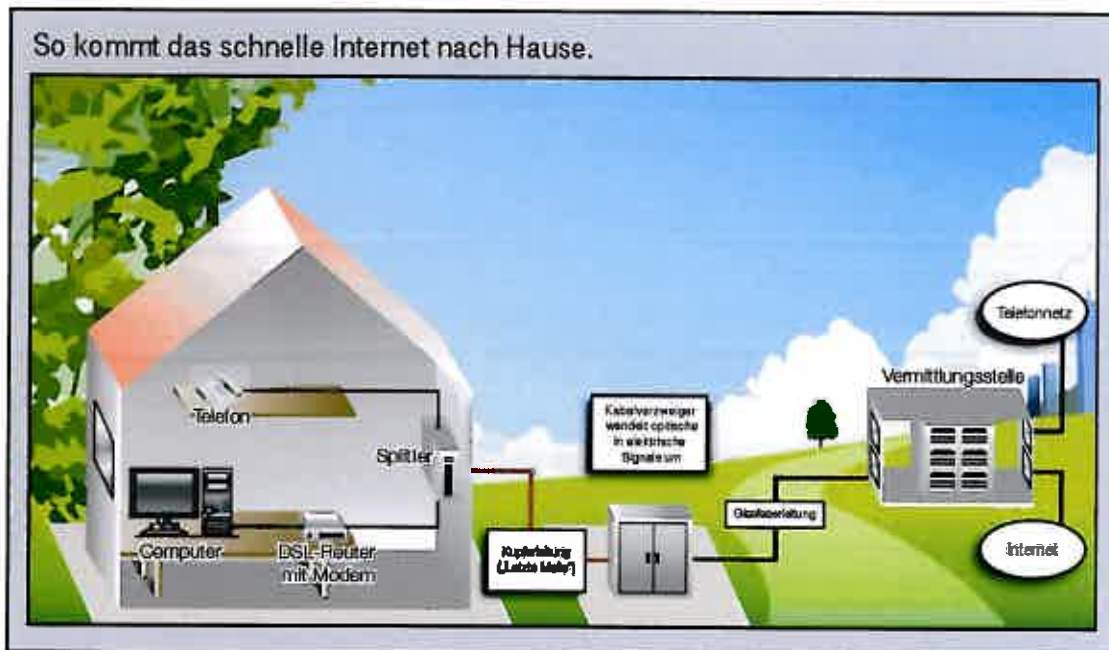 So kommt das schnelle Internet nach Hause.
Telefonnetz
Vermittlungsstelle
Telefon
Kabelverzweiger
wandelt optische
in elektrische
Signale um
Splitter
Glasfaserleitung
Computer
DSL-Router
mit Modem
Kupferleitung
("Letzte Meile")
Internet